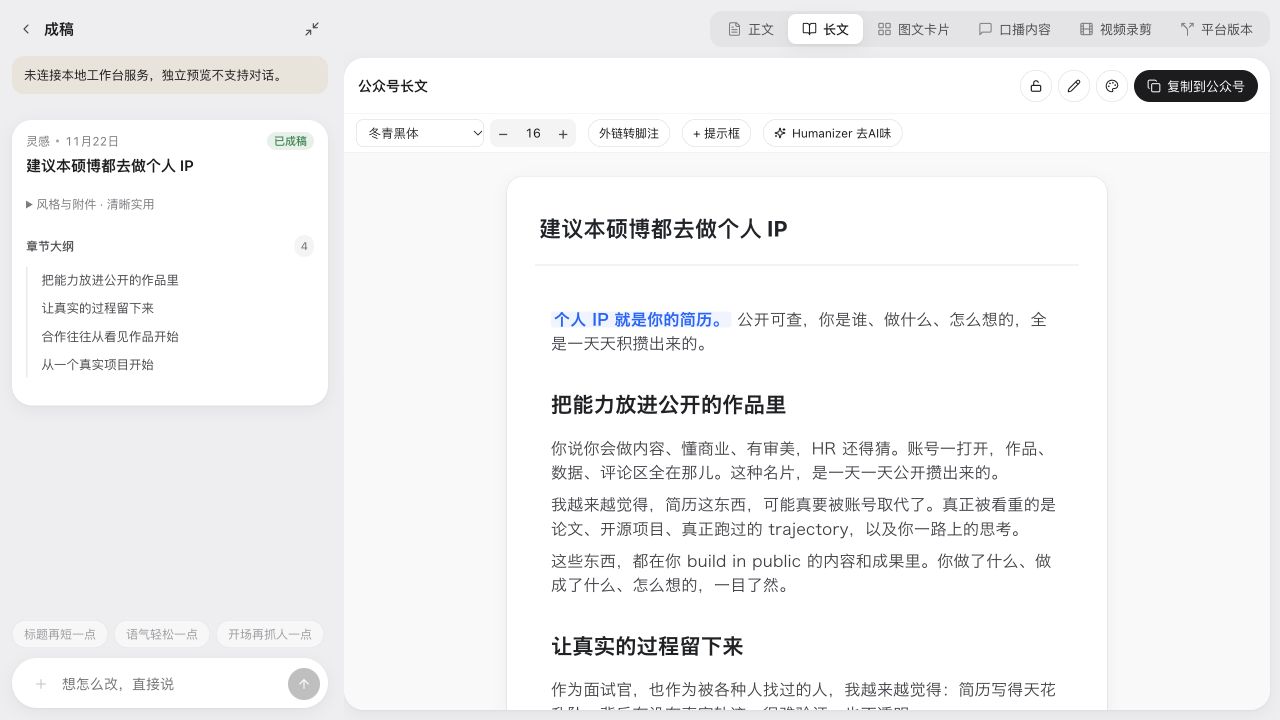 成稿
正文
长文
图文卡片
口播内容
视频录剪
平台版本
未连接本地工作台服务，独立预览不支持对话。
灵感 • 11月22日
已成稿
建议本硕博都去做个人 IP
▶ 风格与附件 · 清晰实用
章节大纲
4
把能力放进公开的作品里
让真实的过程留下来
合作往往从看见作品开始
从一个真实项目开始
标题再短一点
语气轻松一点
开场再抓人一点
+ 想怎么改，直接说
公众号长文
复制到公众号
冬青黑体
− 16 +
外链转脚注
+ 提示框
Humanizer 去AI味
建议本硕博都去做个人 IP
个人 IP 就是你的简历。 公开可查，你是谁、做什么、怎么想的，全
是一天天积攒出来的。
把能力放进公开的作品里
你说你会做内容、懂商业、有审美，HR 还得猜。账号一打开，作品、
数据、评论区全在那儿。这种名片，是一天一天公开攒出来的。
我越来越觉得，简历这东西，可能真要被账号取代了。真正被看重的是
论文、开源项目、真正跑过的 trajectory，以及你一路上的思考。
这些东西，都在你 build in public 的内容和成果里。你做了什么、做
成了什么、怎么想的，一目了然。
让真实的过程留下来
作为面试官，也作为被各种人找过的人，我越来越觉得：简历写得天花